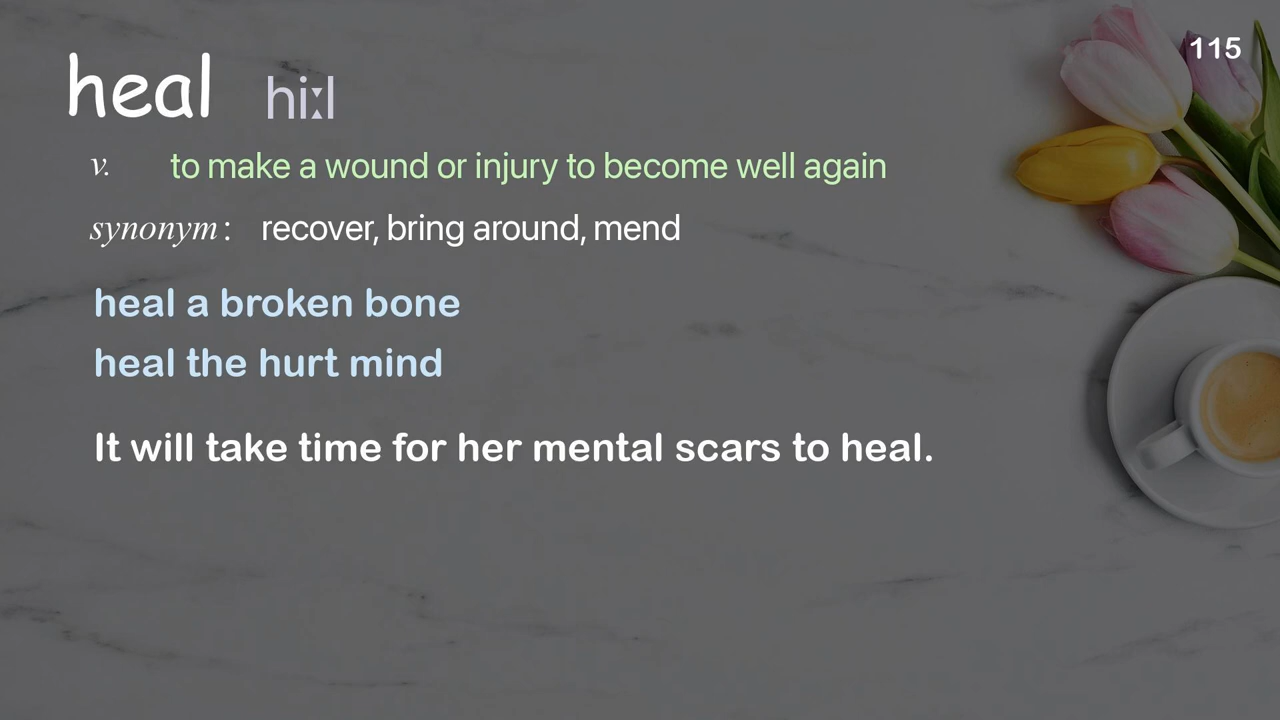 115
heal hiːl
v. to make a wound or injury to become well again
synonym: recover, bring around, mend
heal a broken bone
heal the hurt mind
It will take time for her mental scars to heal.